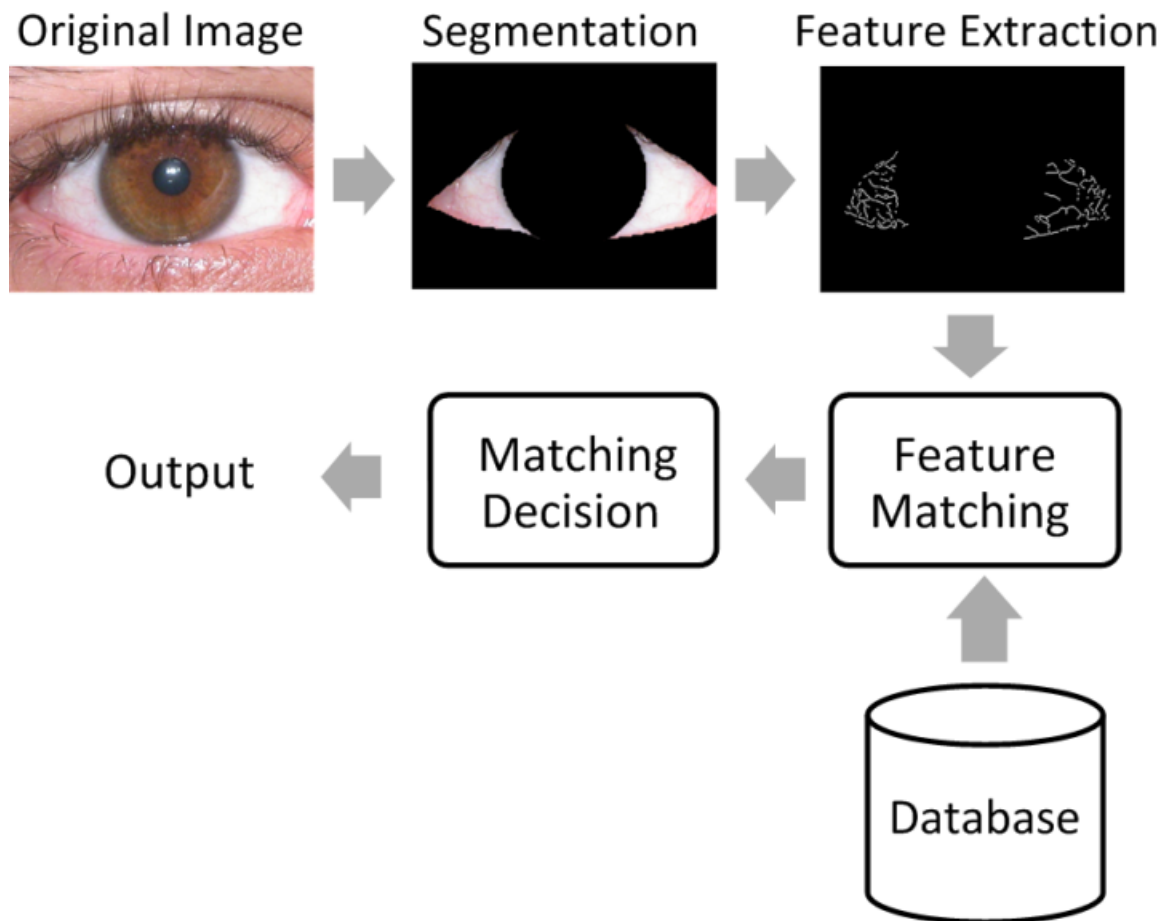 Original Image
Segmentation
Feature Extraction
Output
Matching
Decision
Feature
Matching
Database